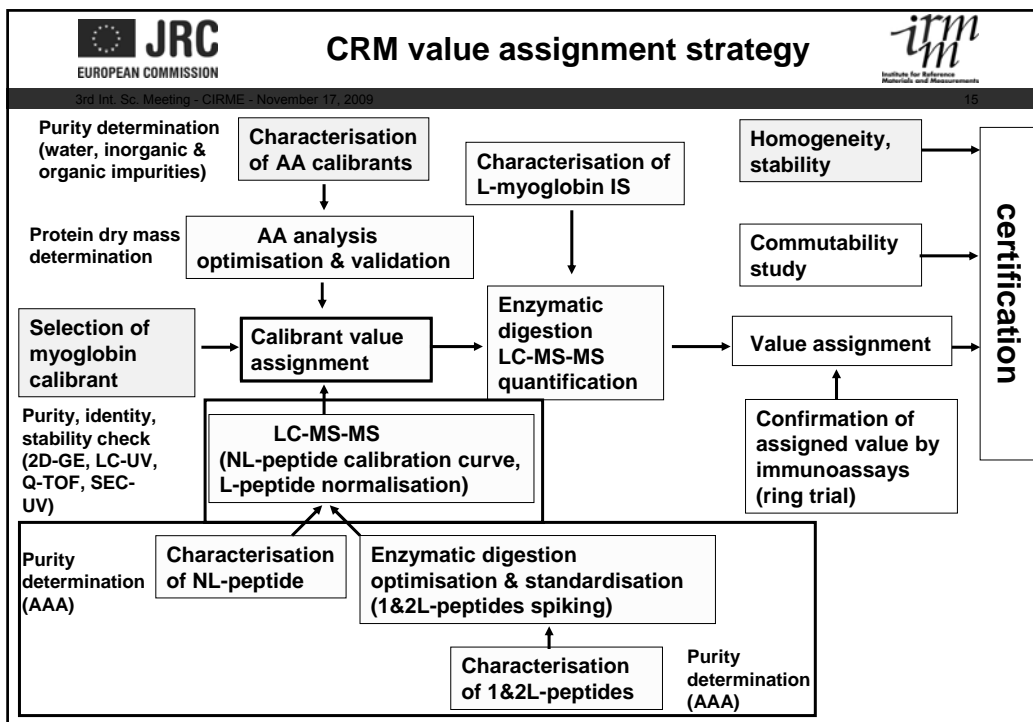 JRC
EUROPEAN COMMISSION
CRM value assignment strategy
irmm
Institute for Reference
Materials and Measurements
3rd Int. Sc. Meeting - CIRME - November 17, 2009
15
Purity determination
(water, inorganic &
organic impurities)
Characterisation
of AA calibrants
Characterisation of
L-myoglobin IS
Homogeneity,
stability
Protein dry mass
determination
AA analysis
optimisation & validation
Commutability
study
certification
Selection of
myoglobin
calibrant
Calibrant value
assignment
Enzymatic
digestion
LC-MS-MS
quantification
Value assignment
Purity, identity,
stability check
(2D-GE, LC-UV,
Q-TOF, SEC-
UV)
LC-MS-MS
(NL-peptide calibration curve,
L-peptide normalisation)
Confirmation of
assigned value by
immunoassays
(ring trial)
Purity
determination
(AAA)
Characterisation
of NL-peptide
Enzymatic digestion
optimisation & standardisation
(1&2L-peptides spiking)
Characterisation
of 1&2L-peptides
Purity
determination
(AAA)